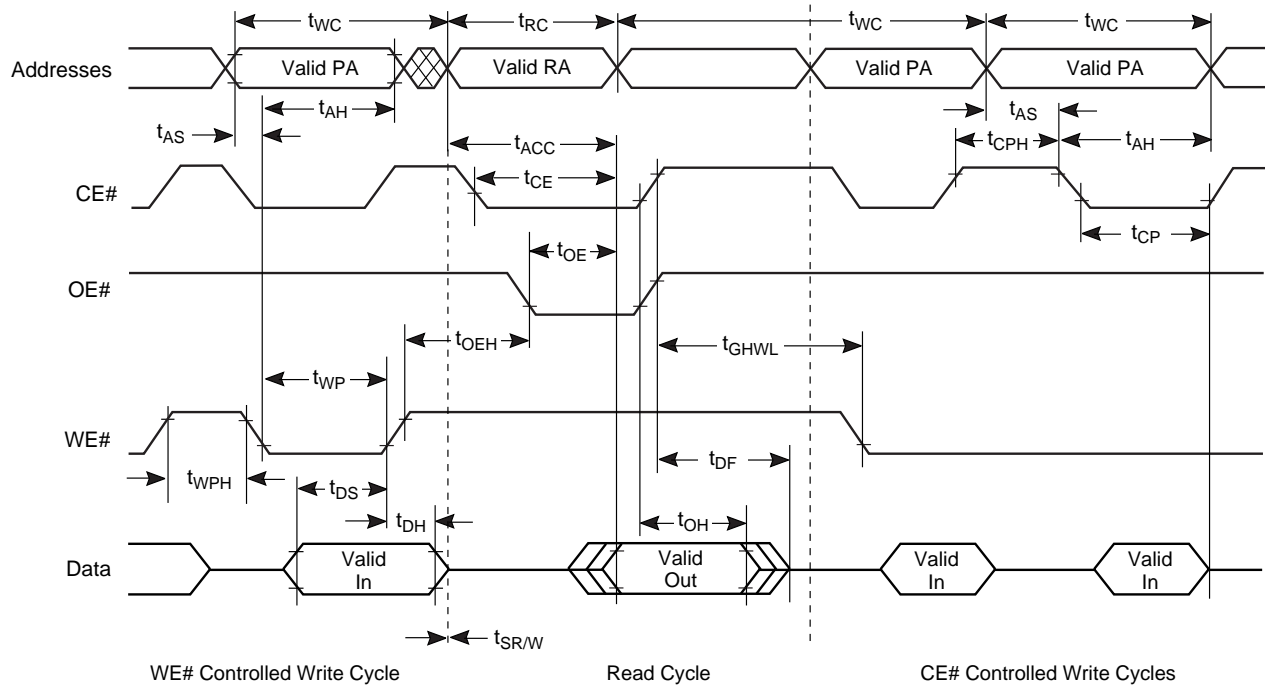 tWC tRC tWC tWC
Addresses Valid PA Valid RA Valid PA Valid PA
tAH tAS
tAS tACC tCPH tAH
CE# tCE
tOE tCP
OE#
tOEH tGHWL
tWP
WE#
tWPH tDS tDF
tDH tOH
Data Valid In Valid Out Valid In Valid In
tSR/W
WE# Controlled Write Cycle Read Cycle CE# Controlled Write Cycles